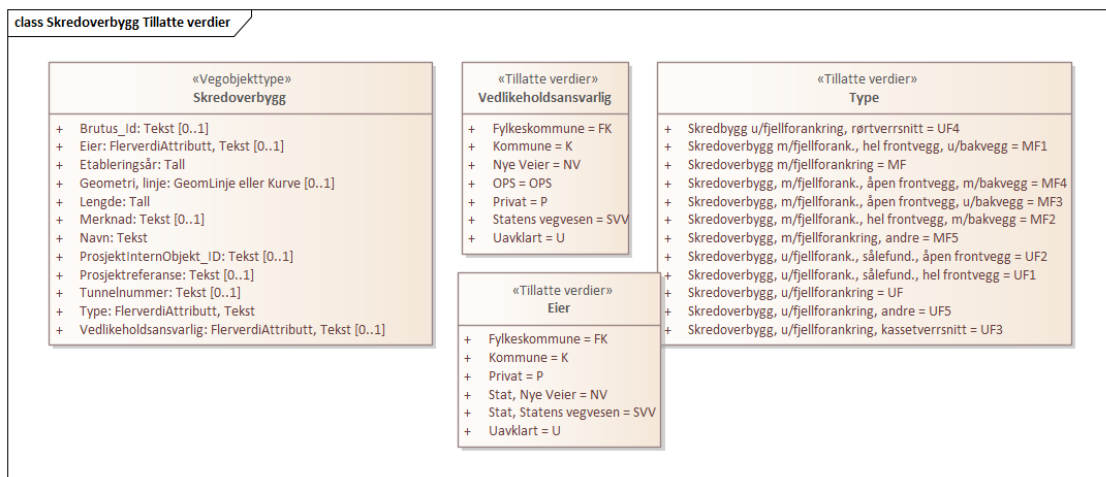 class Skredoverbygg Tillatte verdier
«Vegobjekttype»
Skredoverbygg
+ Brutus_Id: Tekst [0..1]
+ Eier: FlerverdiAttributt, Tekst [0..1]
+ Etableringsår: Tall
+ Geometri, linje: GeomLinje eller Kurve [0..1]
+ Lengde: Tall
+ Merknad: Tekst [0..1]
+ Navn: Tekst
+ ProsjektInternObjekt_ID: Tekst [0..1]
+ Prosjektreferanse: Tekst [0..1]
+ Tunnelnummer: Tekst [0..1]
+ Type: FlerverdiAttributt, Tekst
+ Vedlikeholdsansvarlig: FlerverdiAttributt, Tekst [0..1]
«Tillatte verdier»
Vedlikeholdsansvarlig
+ Fylkeskommune = FK
+ Kommune = K
+ Nye Veier = NV
+ OPS = OPS
+ Privat = P
+ Statens vegvesen = SVV
+ Uavklart = U
«Tillatte verdier»
Eier
+ Fylkeskommune = FK
+ Kommune = K
+ Privat = P
+ Stat, Nye Veier = NV
+ Stat, Statens vegvesen = SVV
+ Uavklart = U
«Tillatte verdier»
Type
+ Skredbygg u/fjellforankring, rørtverrsnitt = UF4
+ Skredoverbygg m/fjellforankring, hel frontvegg, u/bakvegg = MF1
+ Skredoverbygg m/fjellforankring = MF
+ Skredoverbygg, m/fjellforank., åpen frontvegg, m/bakvegg = MF4
+ Skredoverbygg, m/fjellforank., åpen frontvegg, u/bakvegg = MF3
+ Skredoverbygg, m/fjellforank., hel frontvegg, m/bakvegg = MF2
+ Skredoverbygg, m/fjellforankring, andre = MF5
+ Skredoverbygg, u/fjellforankring, sålefund., åpen frontvegg = UF2
+ Skredoverbygg, u/fjellforankring, sålefund., hel frontvegg = UF1
+ Skredoverbygg, u/fjellforankring = UF
+ Skredoverbygg, u/fjellforankring, andre = UF5
+ Skredoverbygg, u/fjellforankring, kassetverrsnitt = UF3